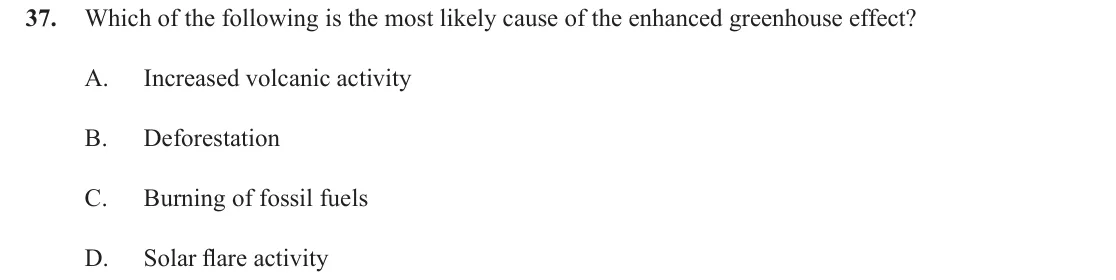 37. Which of the following is the most likely cause of the enhanced greenhouse effect?
A. Increased volcanic activity
B. Deforestation
C. Burning of fossil fuels
D. Solar flare activity